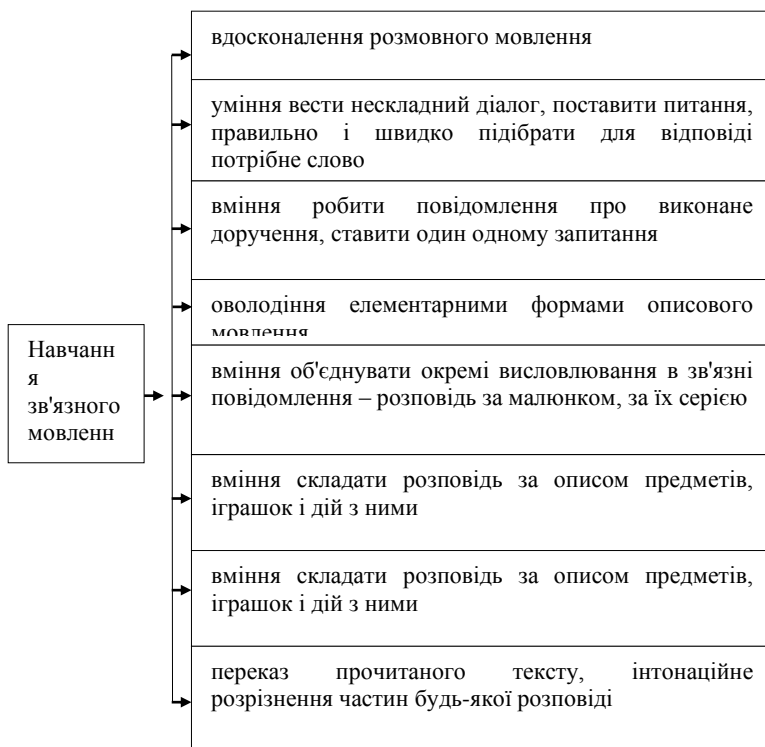 вдосконалення розмовного мовлення
уміння вести нескладний діалог, поставити питання,
правильно і швидко підібрати для відповіді
потрібне слово
вміння робити повідомлення про виконане
доручення, ставити один одному запитання
оволодіння елементарними формами описового
мовлення
Навчанн
я
зв'язного
мовленн
вміння об'єднувати окремі висловлювання в зв'язні
повідомлення – розповідь за малюнком, за їх серією
вміння складати розповідь за описом предметів,
іграшок і дій з ними
вміння складати розповідь за описом предметів,
іграшок і дій з ними
переказ прочитаного тексту, інтонаційне
розрізнення частин будь-якої розповіді